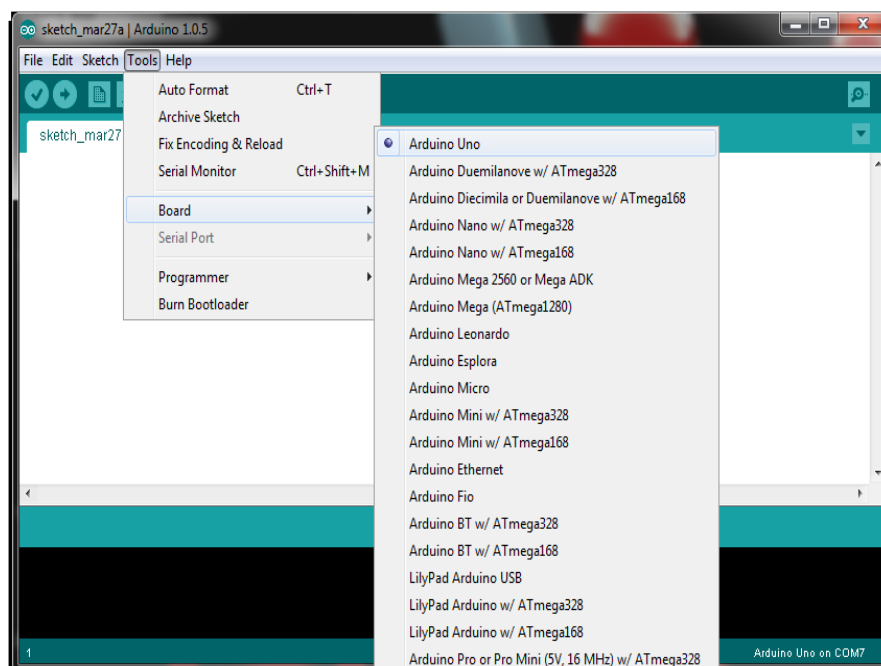 sketch_mar27a | Arduino 1.0.5
File Edit Sketch Tools Help
sketch_mar27
Auto Format Ctrl+T
Archive Sketch
Fix Encoding & Reload
Serial Monitor Ctrl+Shift+M
Board
Serial Port
Programmer
Burn Bootloader
Arduino Uno
Arduino Duemilanove w/ ATmega328
Arduino Diecimila or Duemilanove w/ ATmega168
Arduino Nano w/ ATmega328
Arduino Nano w/ ATmega168
Arduino Mega 2560 or Mega ADK
Arduino Mega (ATmega1280)
Arduino Leonardo
Arduino Esplora
Arduino Micro
Arduino Mini w/ ATmega328
Arduino Mini w/ ATmega168
Arduino Ethernet
Arduino Fio
Arduino BT w/ ATmega328
Arduino BT w/ ATmega168
LilyPad Arduino USB
LilyPad Arduino w/ ATmega328
LilyPad Arduino w/ ATmega168
Arduino Pro or Pro Mini (5V, 16 MHz) w/ ATmega328
1
Arduino Uno on COM7